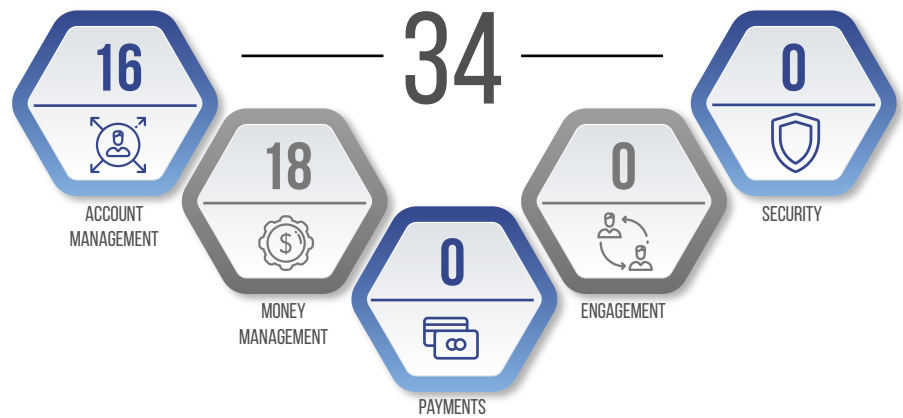 34
16
ACCOUNT
MANAGEMENT
18
$
MONEY
MANAGEMENT
0
PAYMENTS
0
ENGAGEMENT
0
SECURITY